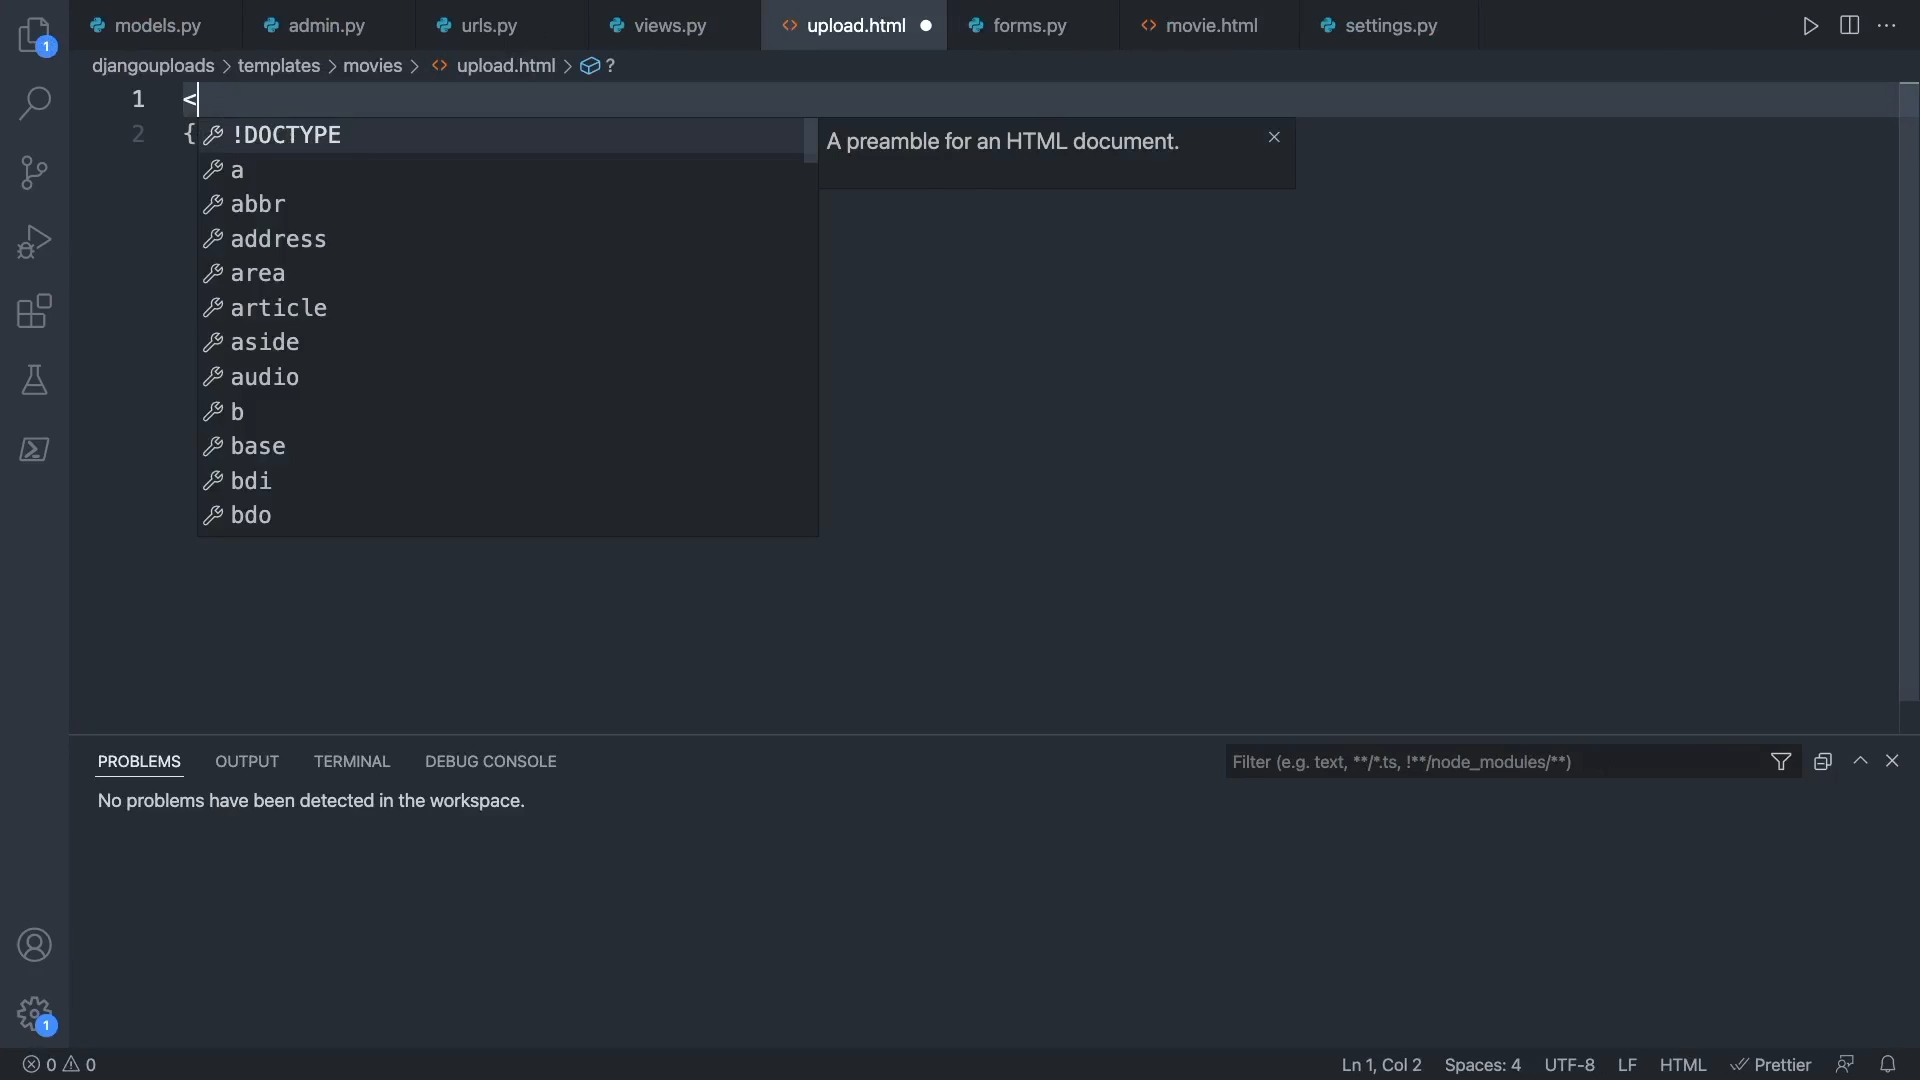 1
models.py admin.py urls.py views.py upload.html forms.py movie.html settings.py
djangouploads > templates > movies > upload.html > ?
1 <
2 {
!DOCTYPE
A preamble for an HTML document.
a
abbr
address
area
article
aside
audio
b
base
bdi
bdo
PROBLEMS OUTPUT TERMINAL DEBUG CONSOLE
Filter (e.g. text, **/*.ts, !**/node_modules/**)
No problems have been detected in the workspace.
1
0 0 Ln 1, Col 2 Spaces: 4 UTF-8 LF HTML Prettier